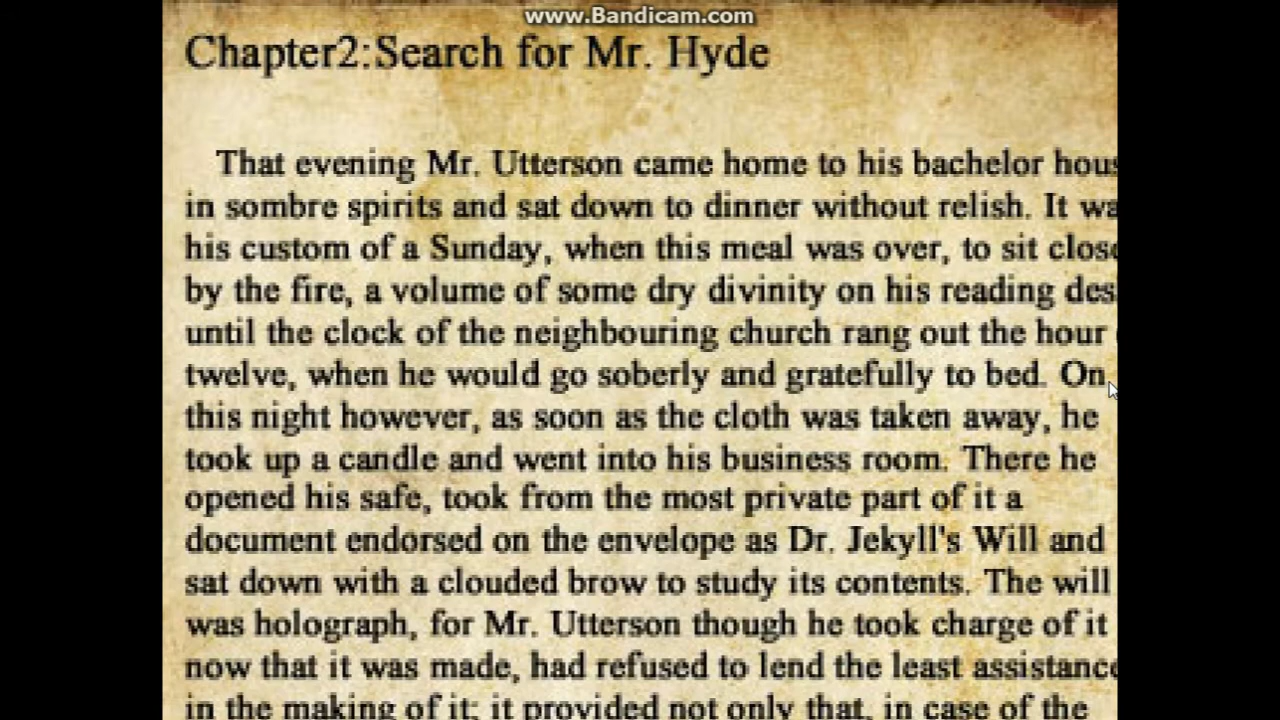 www.Bandicam.com
Chapter2:Search for Mr. Hyde
That evening Mr. Utterson came home to his bachelor hous
in sombre spirits and sat down to dinner without relish. It wa
his custom of a Sunday, when this meal was over, to sit close
by the fire, a volume of some dry divinity on his reading des
until the clock of the neighbouring church rang out the hour
twelve, when he would go soberly and gratefully to bed. On
this night however, as soon as the cloth was taken away, he
took up a candle and went into his business room. There he
opened his safe, took from the most private part of it a
document endorsed on the envelope as Dr. Jekyll's Will and
sat down with a clouded brow to study its contents. The will
was holograph, for Mr. Utterson though he took charge of it
now that it was made, had refused to lend the least assistance
in the making of it; it provided not only that, in case of the